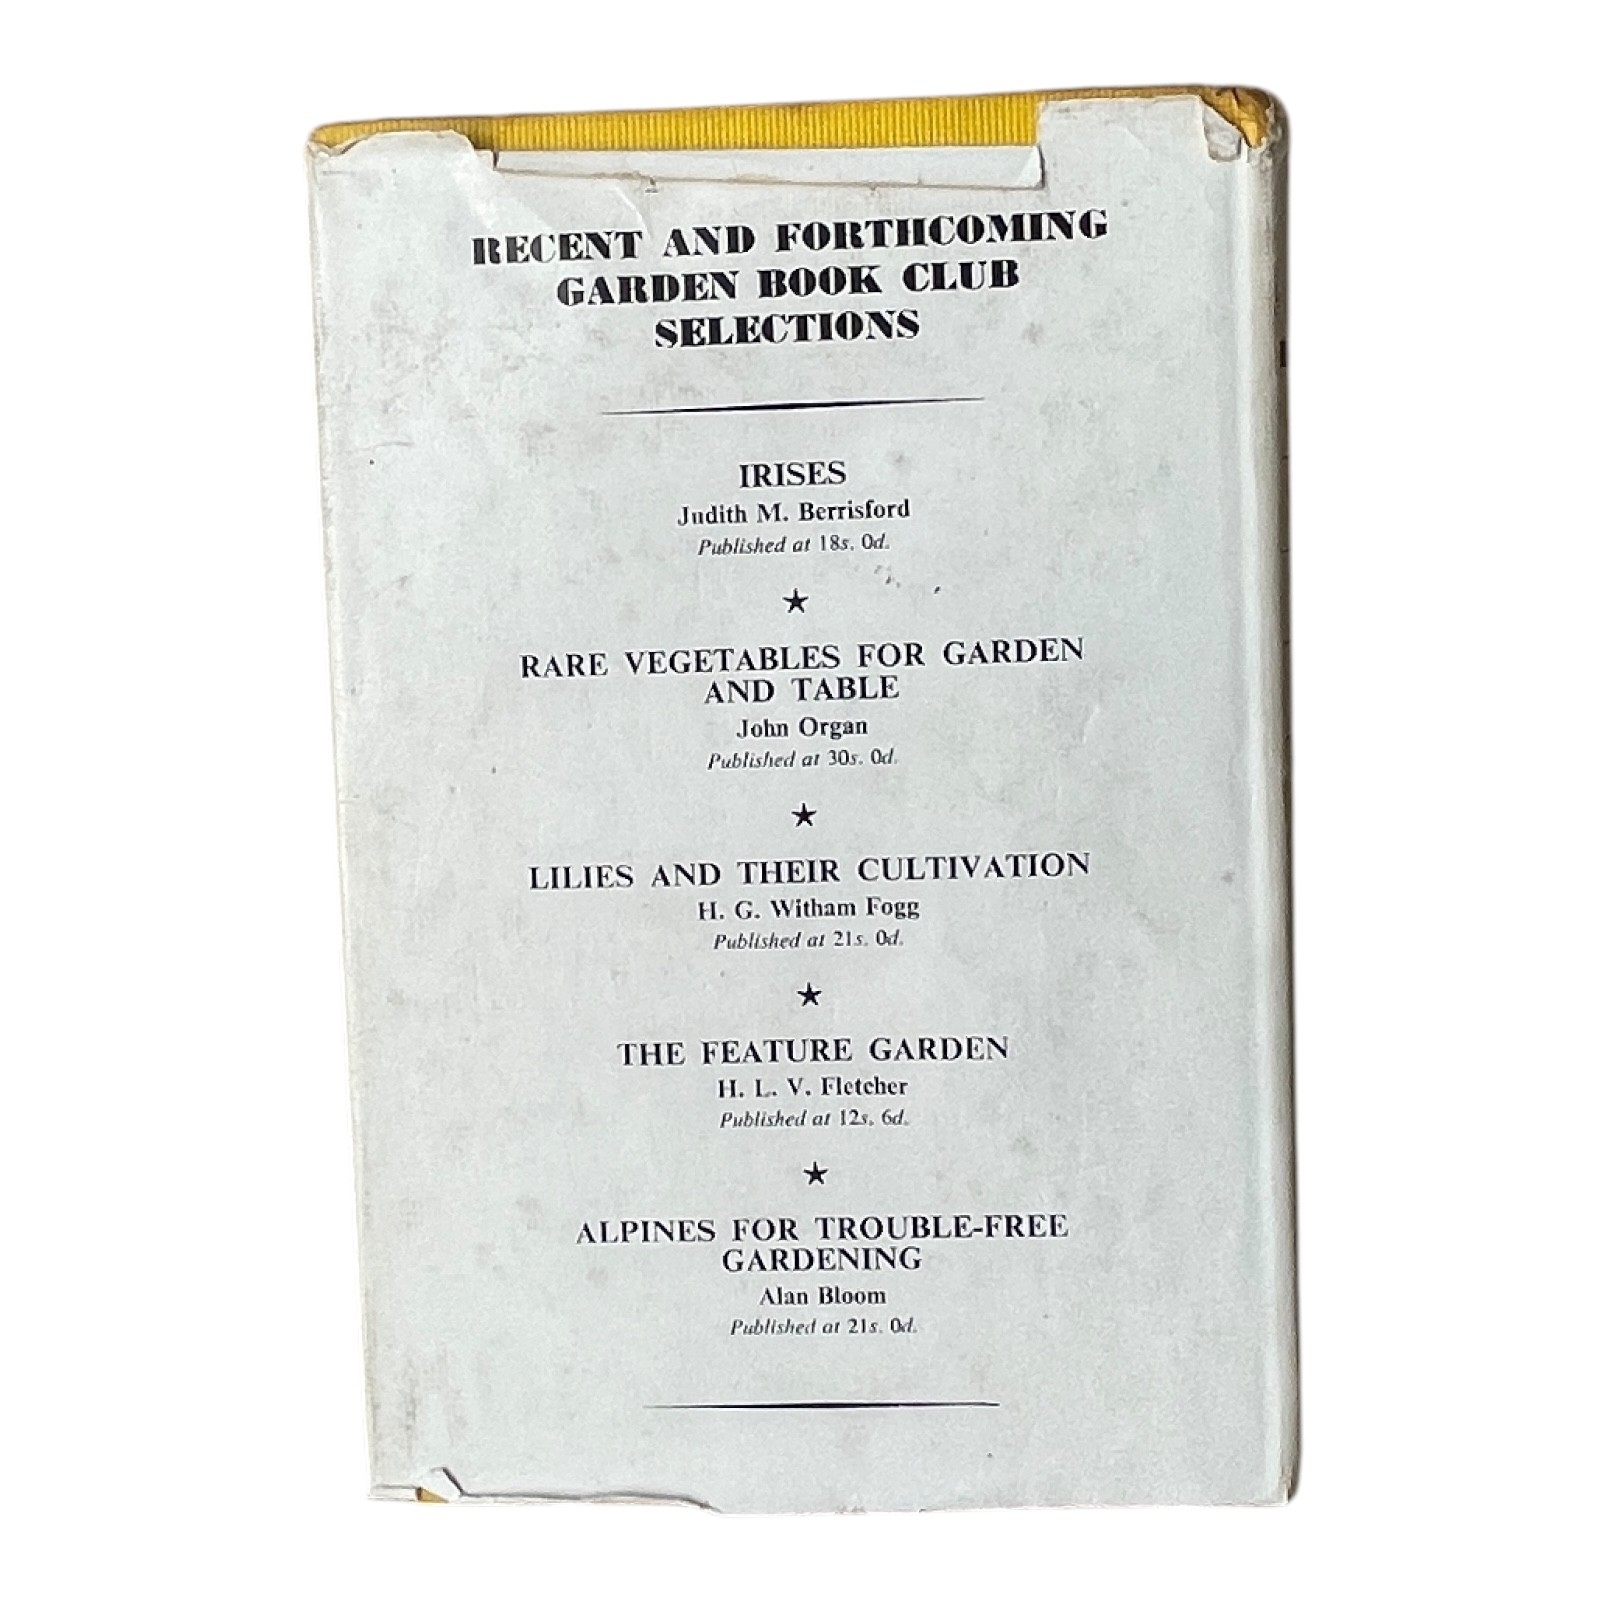 RECENT AND FORTHCOMING
GARDEN BOOK CLUB
SELECTIONS
IRISES
Judith M. Berrisford
Published at 18s. 0d.
★
RARE VEGETABLES FOR GARDEN
AND TABLE
John Organ
Published at 30s. 0d.
★
LILIES AND THEIR CULTIVATION
H. G. Witham Fogg
Published at 21s. 0d.
★
THE FEATURE GARDEN
H. L. V. Fletcher
Published at 12s. 6d.
★
ALPINES FOR TROUBLE-FREE
GARDENING
Alan Bloom
Published at 21s. 0d.